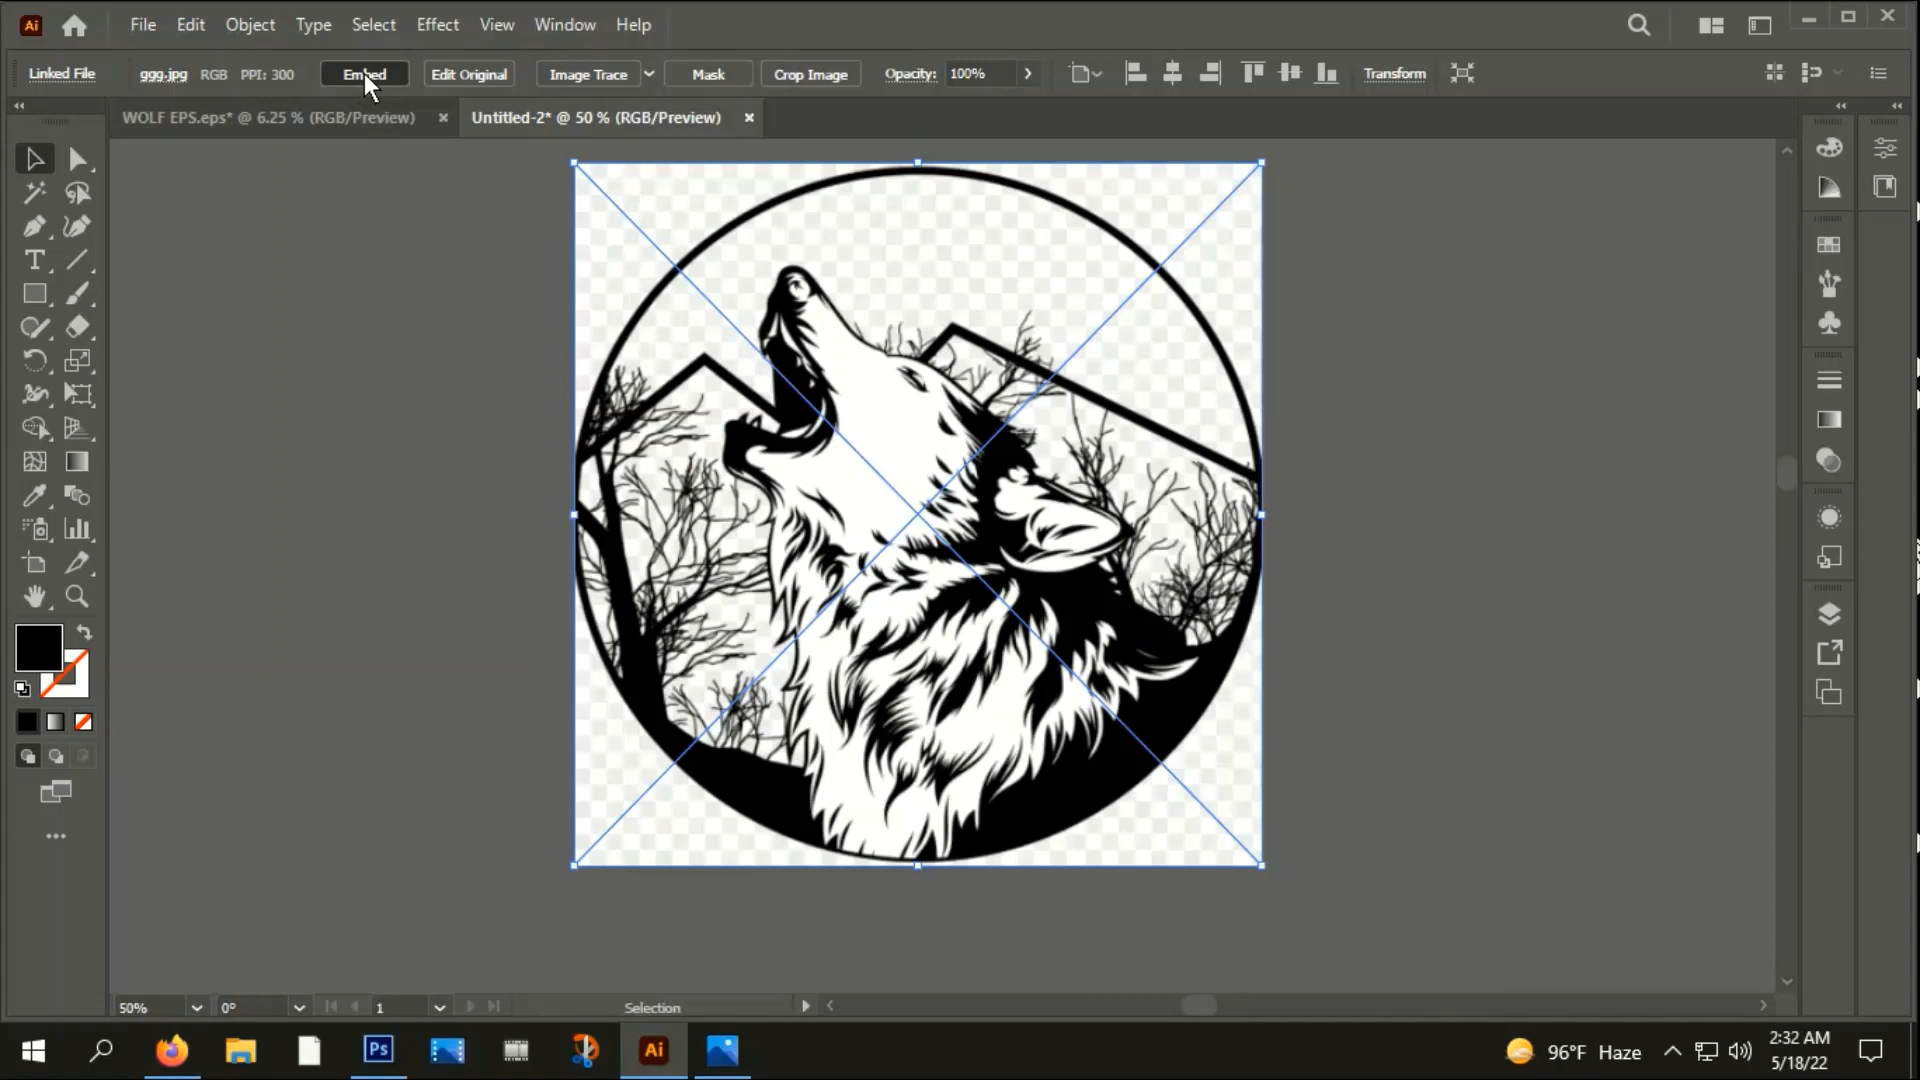 Ai File Edit Object Type Select Effect View Window Help
Linked File ggg.jpg RGB PPI: 300 Embed Edit Original Image Trace Mask Crop Image Opacity: 100% Transform
WOLF EPS.eps* @ 6.25 % (RGB/Preview) × Untitled-2* @ 50 % (RGB/Preview) ×
T
50% 0° 1 Selection
Ps Ai 96°F Haze 2:32 AM
5/18/22